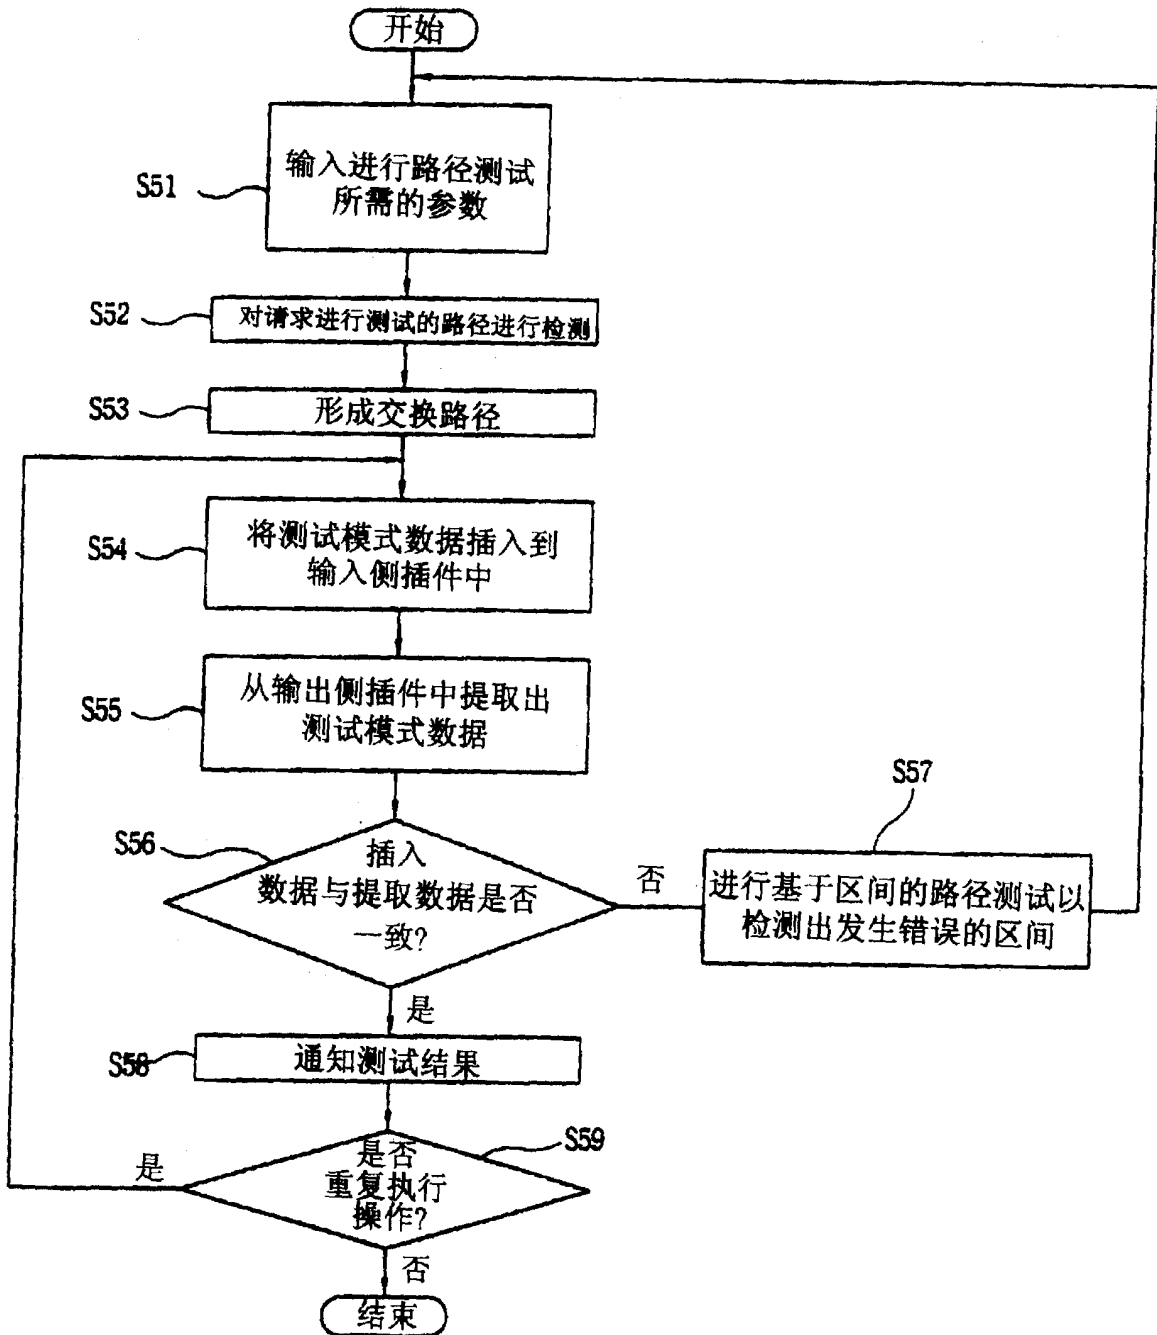 开始
S51
输入进行路径测试
所需的参数
S52
对请求进行测试的路径进行检测
S53
形成交换路径
S54
将测试模式数据插入到
输入侧插件中
S55
从输出侧插件中提取出
测试模式数据
S56
插入
数据与提取数据是否
一致?
否
S57
进行基于区间的路径测试以
检测出发生错误的区间
是
S58
通知测试结果
S59
是否
重复执行
操作?
是
否
结束